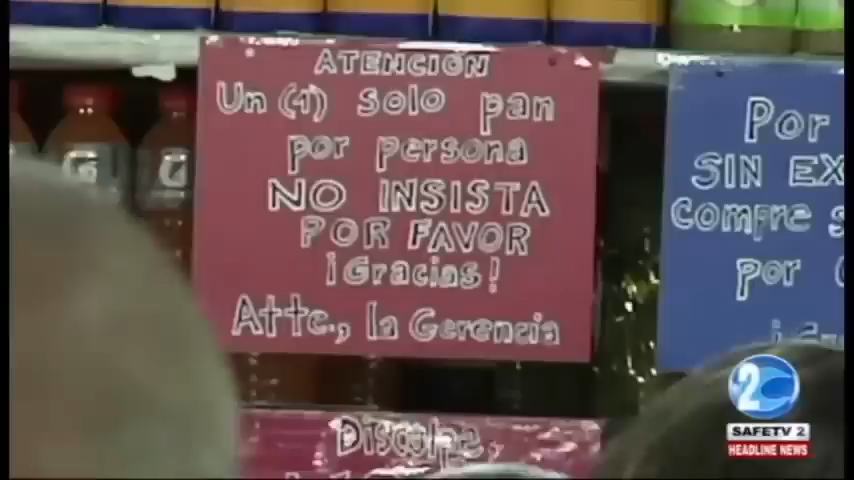 ATENCION
Un (1) solo pan
por persona
NO INSISTA
POR FAVOR
¡Gracias!
Atte., la Gerencia
Disculpe,
Por
SIN EX
Compre s
por
G
G
2
SAFETV 2
HEADLINE NEWS